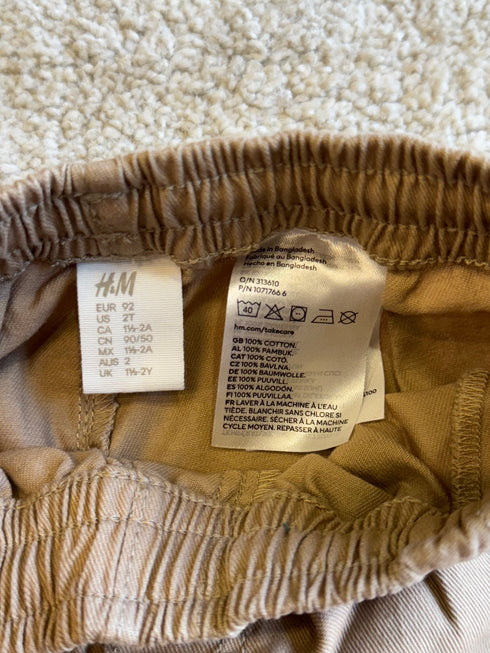 H&M
EUR 92
US 2T
CA 1½-2A
CN 90/50
MX 1½-2A
AUS 2
UK 1½-2Y
Made in Bangladesh
Fabriqué au Bangladesh
Hecho en Bangladesh
O/N 313610
P/N 1071766 6
40
hm.com/takecare
GB 100% COTTON.
AL 100% PAMBUK.
CAT 100% COTÓ.
CZ 100% BAVLNA.
DE 100% BAUMWOLLE.
EE 100% PUUVILL.
ES 100% ALGODÓN.
FI 100% PUUVILLA.
FR LAVER À LA MACHINE À L'EAU
TIÈDE. BLANCHIR SANS CHLORE SI
NÉCESSAIRE. SÉCHER À LA MACHINE
CYCLE MOYEN. REPASSER À HAUT